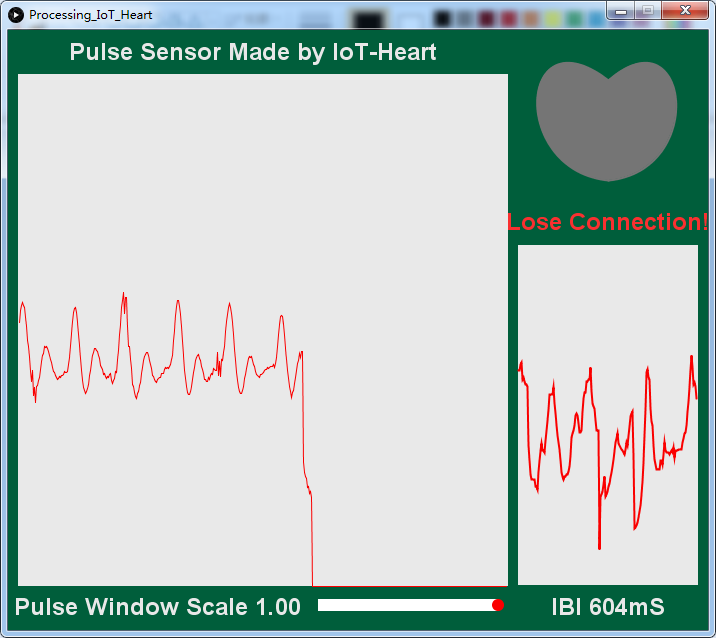 Processing_IoT_Heart
Pulse Sensor Made by IoT-Heart
Lose Connection!
Pulse Window Scale 1.00
IBI 604mS